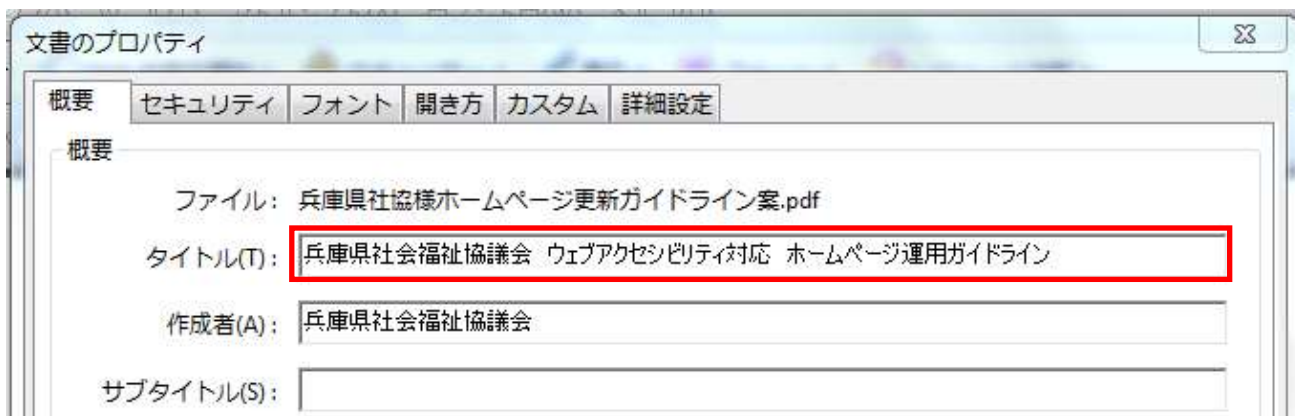 文書のプロパティ
概要 セキュリティ フォント 開き方 カスタム 詳細設定
概要
ファイル： 兵庫県社協様ホームページ更新ガイドライン案.pdf
タイトル(T)： 兵庫県社会福祉協議会 ウェブアクセシビリティ対応 ホームページ運用ガイドライン
作成者(A)： 兵庫県社会福祉協議会
サブタイトル(S)：